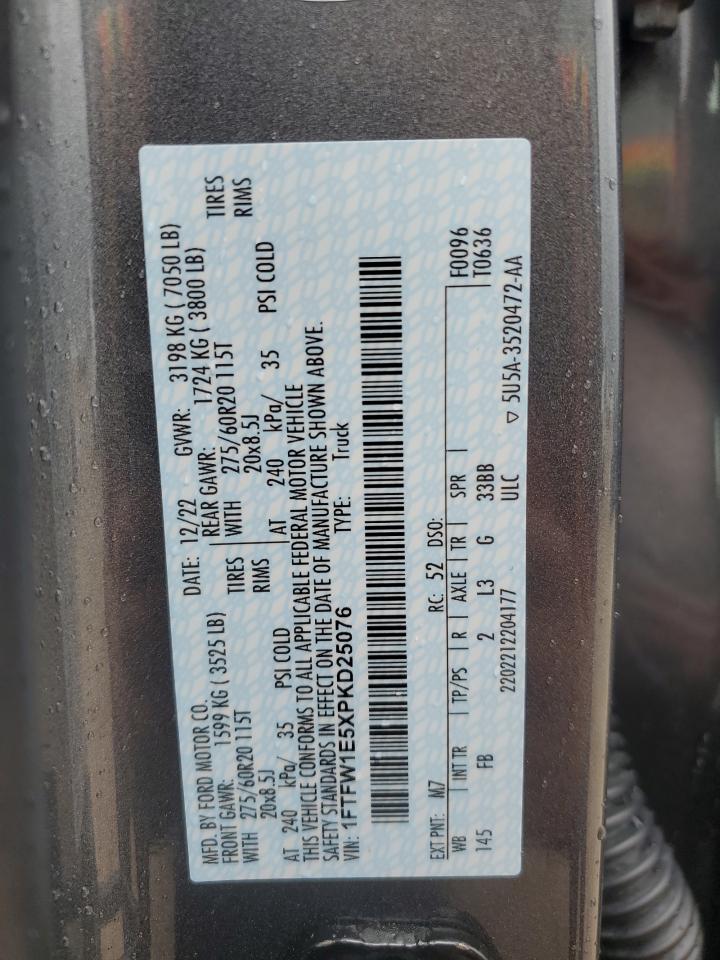 MFD. BY FORD MOTOR CO.
DATE: 12/22 GVWR: 3198 KG ( 7050 LB)
FRONT GAWR: 1599 KG ( 3525 LB) REAR GAWR: 1724 KG ( 3800 LB)
WITH 275/60R20 115T TIRES WITH 275/60R20 115T TIRES
20x8.5J RIMS 20x8.5J RIMS
AT 240 kPa/ 35 PSI COLD AT 240 kPa/ 35 PSI COLD
THIS VEHICLE CONFORMS TO ALL APPLICABLE FEDERAL MOTOR VEHICLE
SAFETY STANDARDS IN EFFECT ON THE DATE OF MANUFACTURE SHOWN ABOVE.
VIN: 1FTFW1E5XPKD25076 TYPE: Truck
EXT PNT: M7 RC: 52 DSO: F0096
WB INT TR TP/PS R AXLE TR SPR T0636
145 FB 2 L3 G 33BB
2202212204177 ULC ▽ 5U5A-3520472-AA